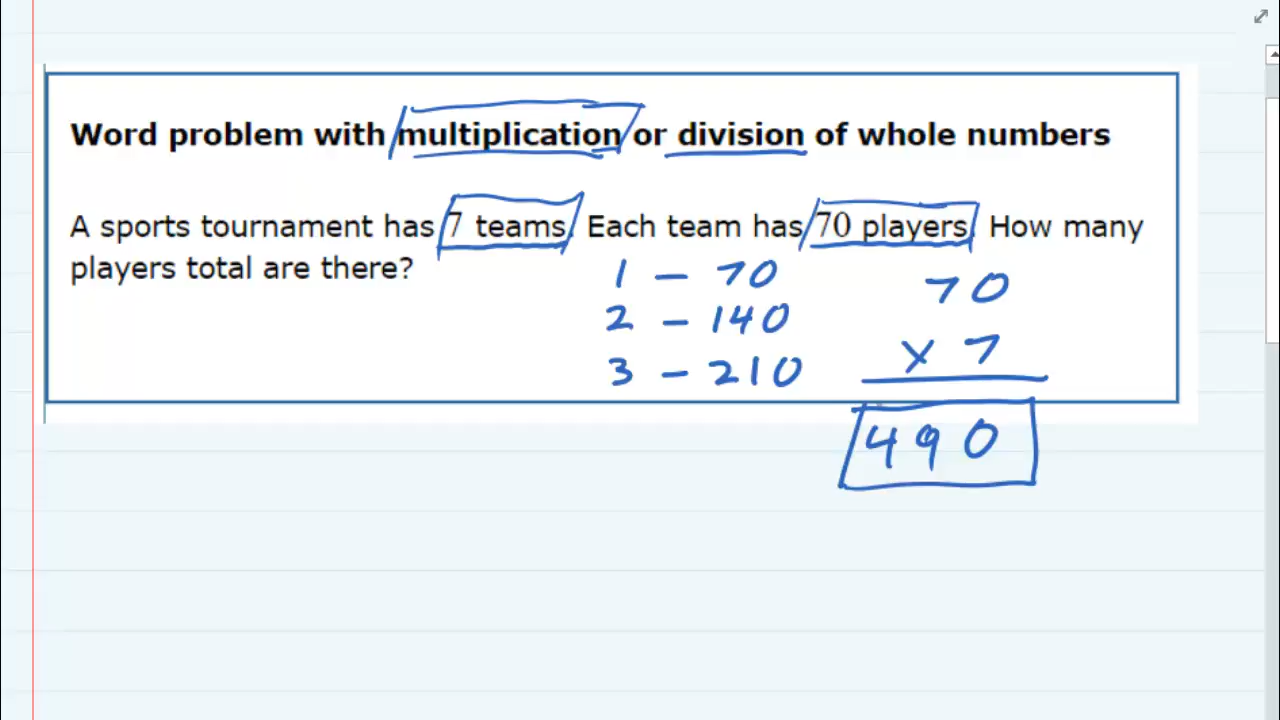 Word problem with multiplication or division of whole numbers
A sports tournament has 7 teams. Each team has 70 players. How many
players total are there?
1 - 70
2 - 140
3 - 210
70
x 7
490